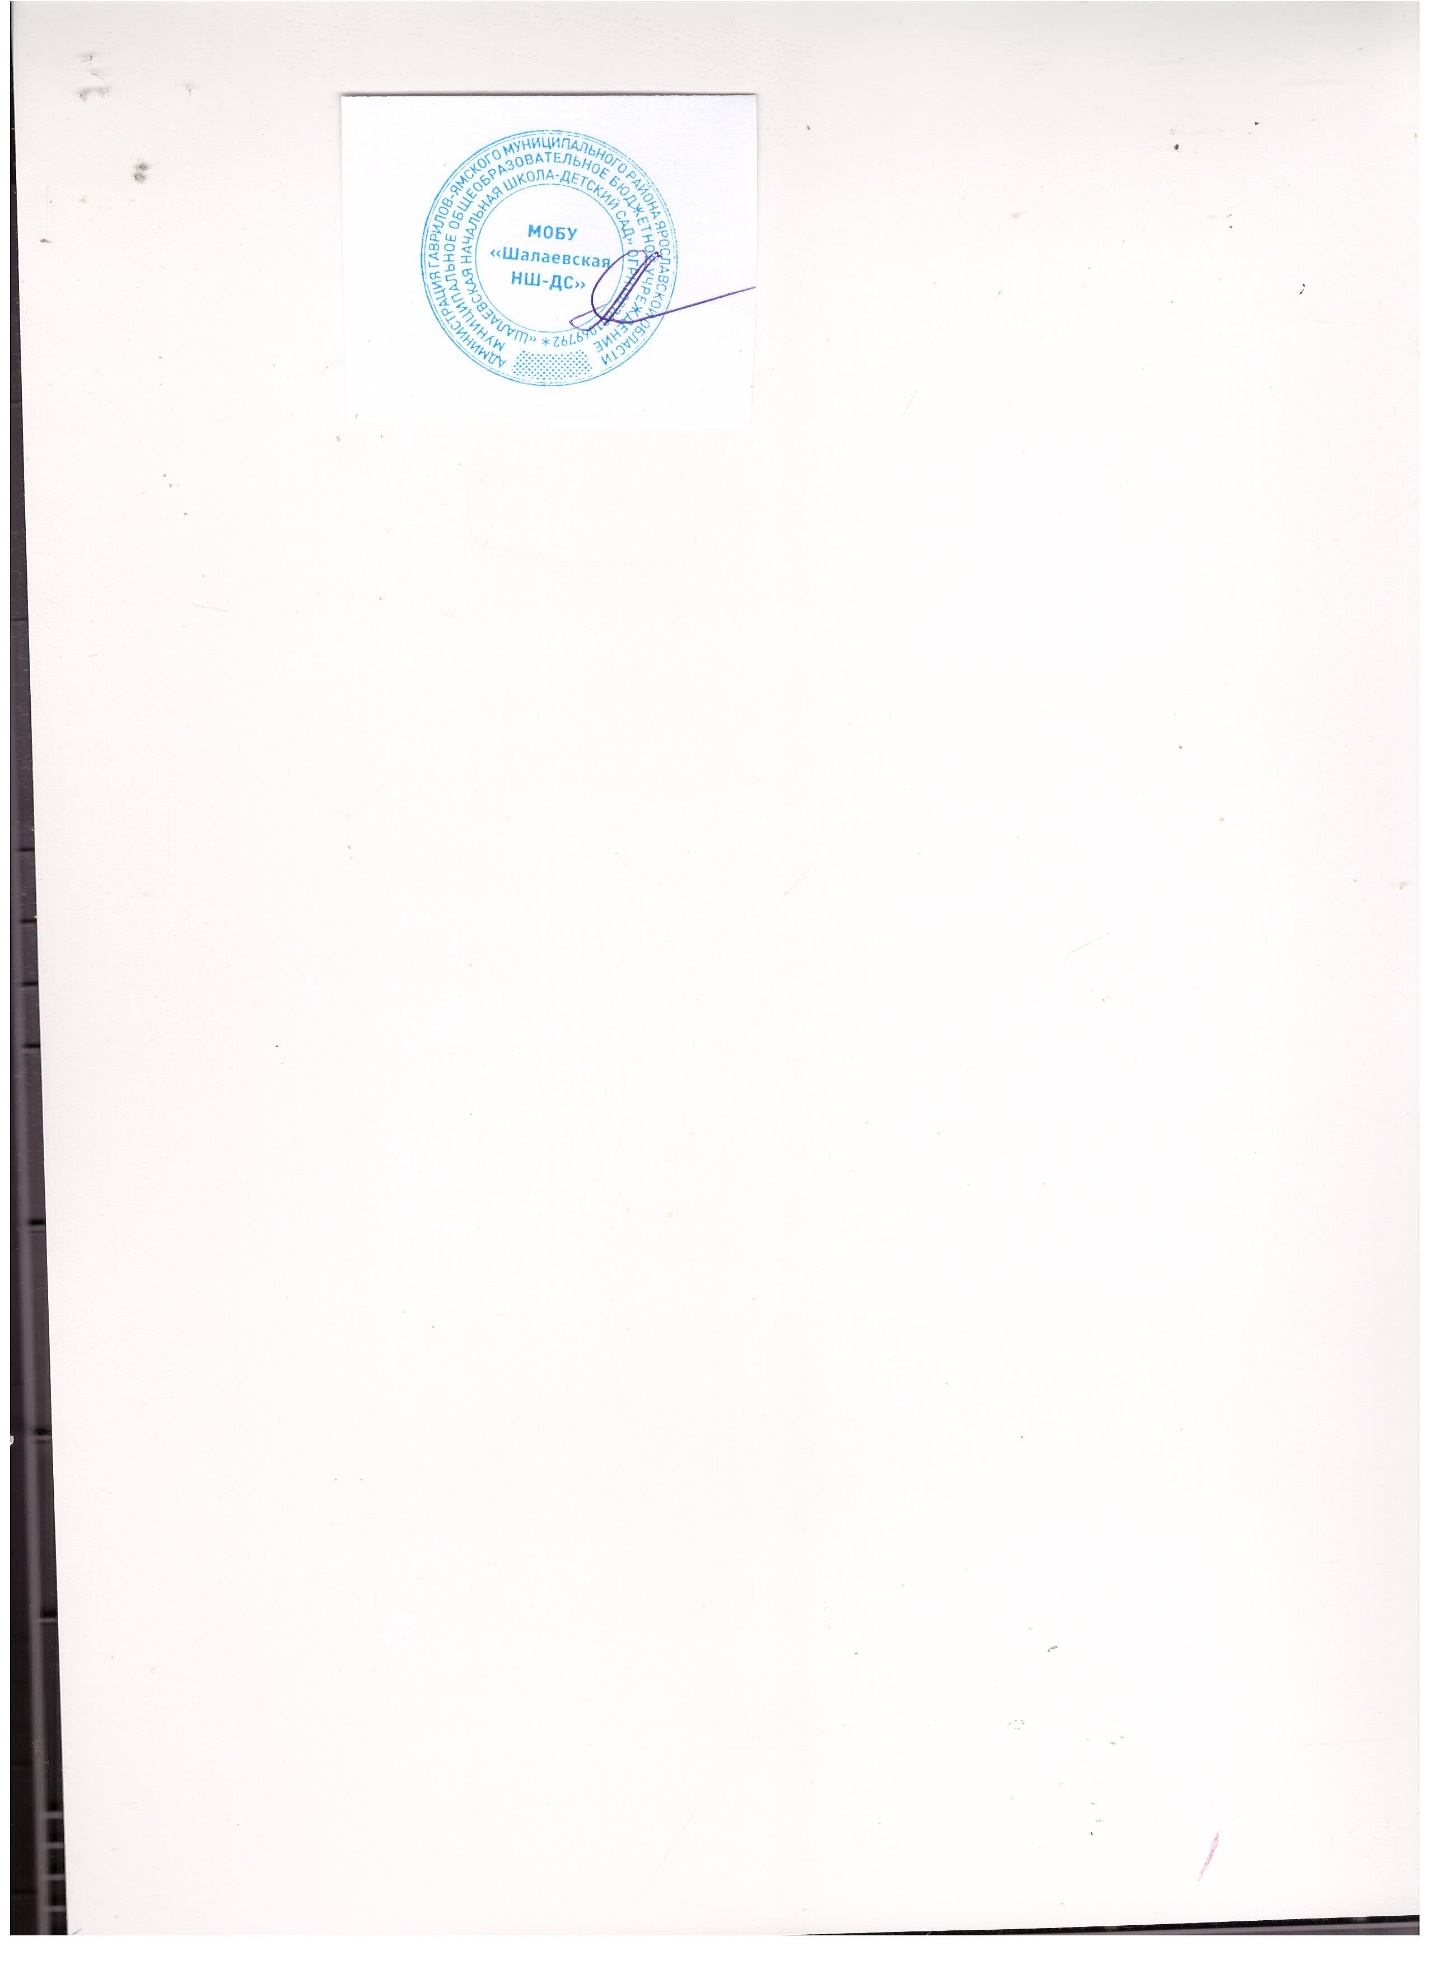 АДМИНИСТРАЦИЯ ГАВРИЛОВ-ЯМСКОГО МУНИЦИПАЛЬНОГО РАЙОНА ЯРОСЛАВСКОЙ ОБЛАСТИ
МУНИЦИПАЛЬНОЕ ОБЩЕОБРАЗОВАТЕЛЬНОЕ БЮДЖЕТНОЕ УЧРЕЖДЕНИЕ
«ШАЛАЕВСКАЯ НАЧАЛЬНАЯ ШКОЛА-ДЕТСКИЙ САД» ОГРН
МОБУ
«Шалаевская
НШ-ДС»